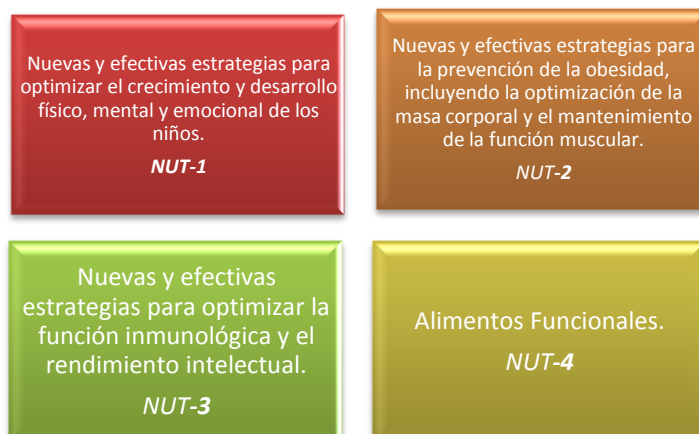 Nuevas y efectivas estrategias para
optimizar el crecimiento y desarrollo
físico, mental y emocional de los
niños.
NUT-1
Nuevas y efectivas estrategias para
la prevención de la obesidad,
incluyendo la optimización de la
masa corporal y el mantenimiento
de la función muscular.
NUT-2
Nuevas y efectivas
estrategias para optimizar la
función inmunológica y el
rendimiento intelectual.
NUT-3
Alimentos Funcionales.
NUT-4